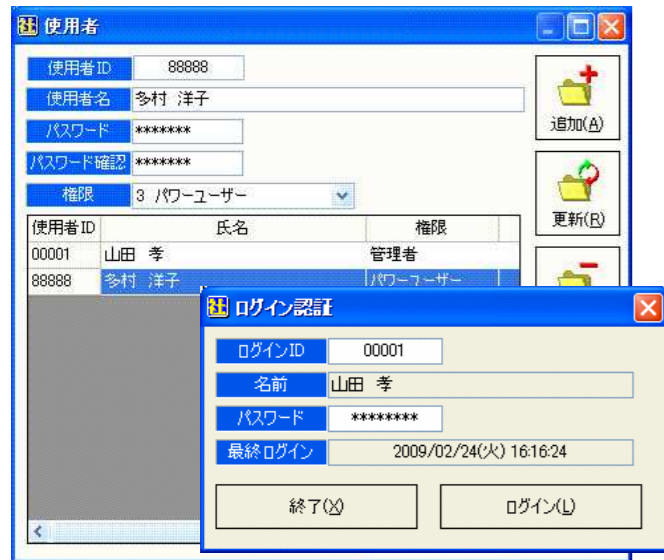 使用者
使用者ID 88888
使用者名 多村 洋子
パスワード *******
パスワード確認 *******
権限 3 パワーユーザー
追加(A)
更新(R)
使用者ID 氏名 権限
00001 山田 孝 管理者
88888 多村 洋子 パワーユーザー
ログイン認証
ログインID 00001
名前 山田 孝
パスワード ********
最終ログイン 2009/02/24(火) 16:16:24
終了(X) ログイン(L)